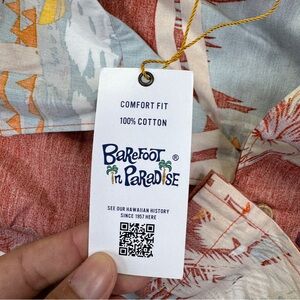 COMFORT FIT
100% COTTON
BAREFOOT ®
In PARADISE
SEE OUR HAWAIIAN HISTORY
SINCE 1957 HERE